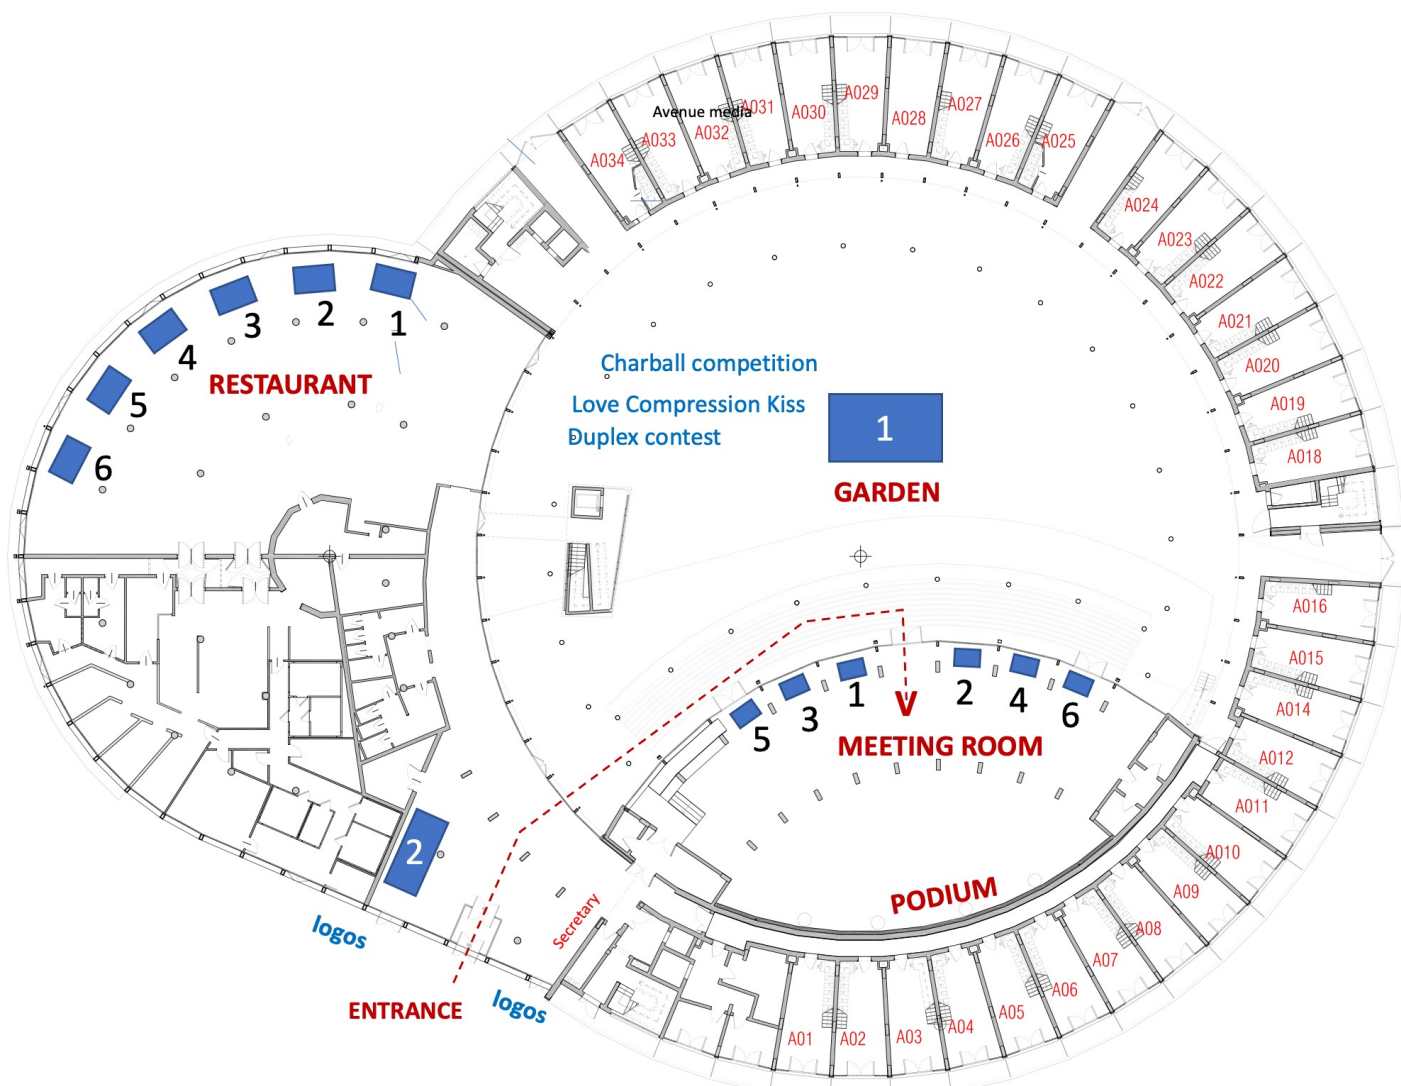 A034
A033
Avenue media
A032
A031
A030
A029
A028
A027
A026
A025
A024
A023
A022
A021
A020
A019
A018
1
2
3
4
5
6
RESTAURANT
Charball competition
Love Compression Kiss
Duplex contest
1
GARDEN
A016
A015
A014
A012
A011
A010
A09
A08
A07
A06
A05
A04
A03
A02
A01
5
3
1
2
4
6
V
MEETING ROOM
PODIUM
2
Secretary
logos
ENTRANCE
logos